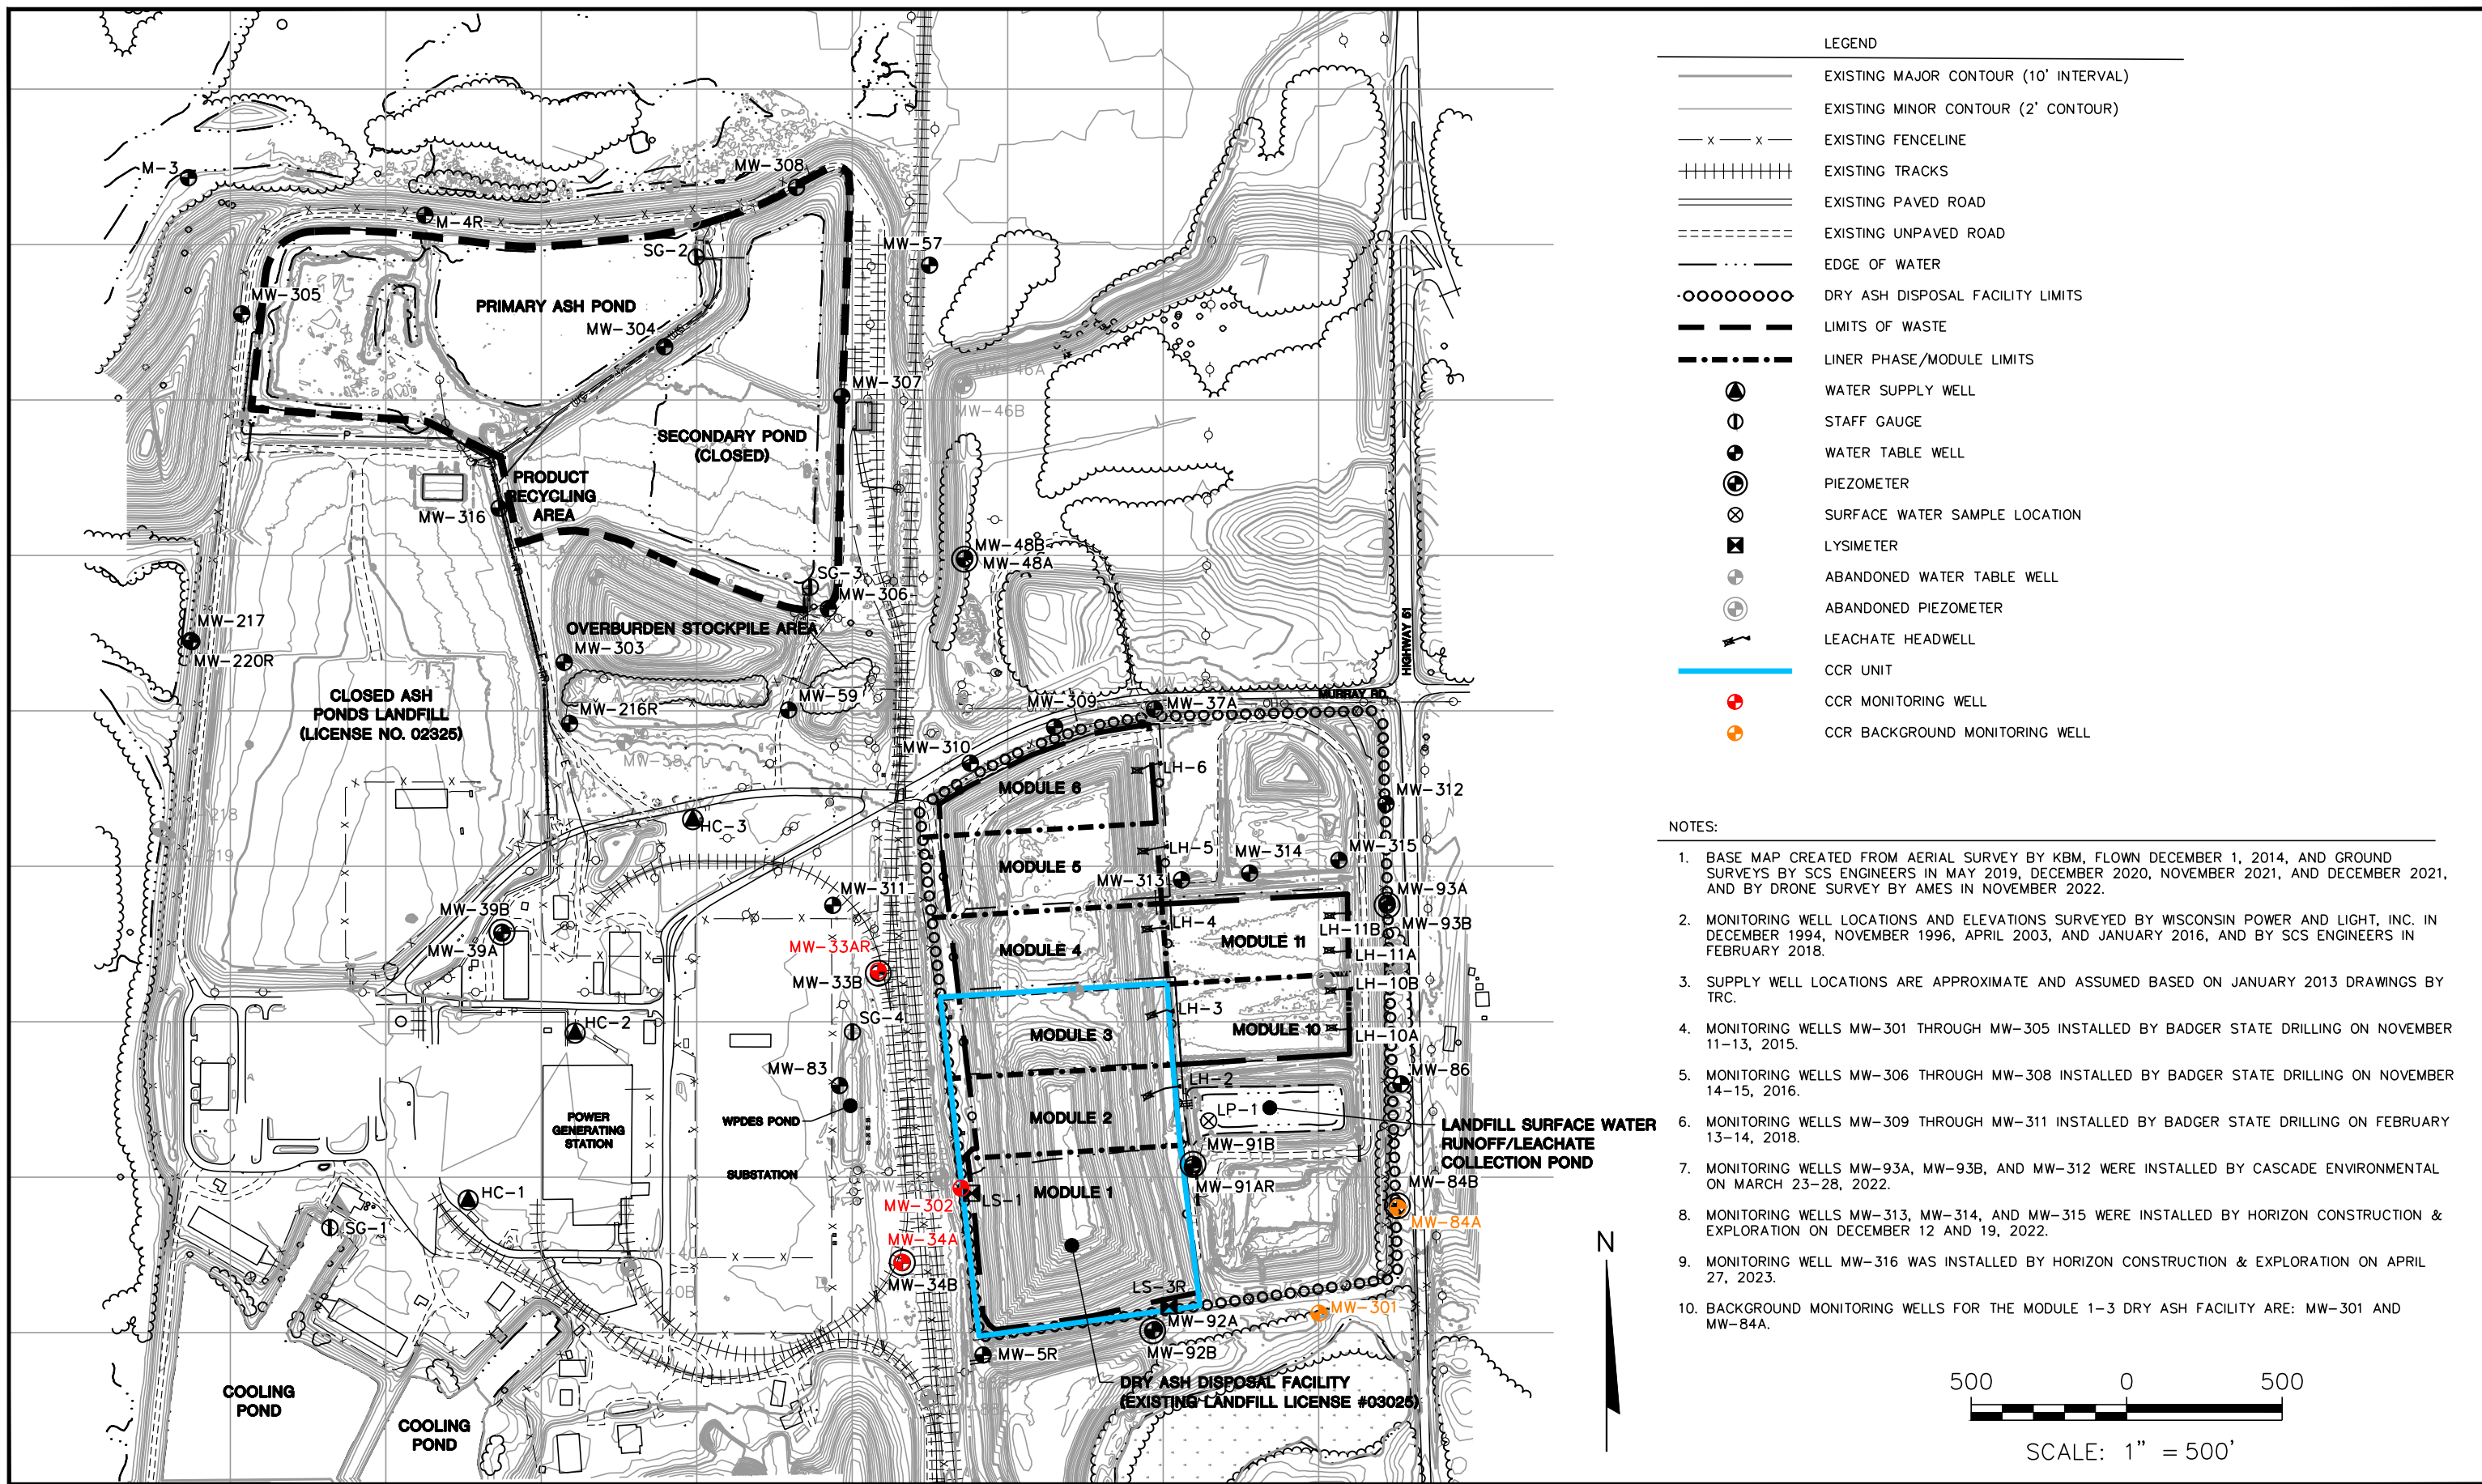 M-3
MW-308
M-4R
SG-2
MW-57
MW-305
PRIMARY ASH POND
MW-304
MW-46A
MW-307
MW-46B
SECONDARY POND
(CLOSED)
PRODUCT
RECYCLING
AREA
MW-316
MW-48B
MW-48A
SG-3
MW-306
MW-217
MW-220R
OVERBURDEN STOCKPILE AREA
MW-303
HIGHWAY 51
CLOSED ASH
PONDS LANDFILL
(LICENSE NO. 02325)
MW-59
MW-216R
MW-58
MW-309
MW-37A
MURRAY RD.
MW-310
LH-6
MODULE 6
MW-312
HC-3
LH-5
MODULE 5
MW-314
MW-315
MW-313
MW-311
MW-93A
MW-93B
MW-39B
MW-39A
LH-4
MODULE 4
MODULE 11
LH-11B
LH-11A
MW-33AR
MW-33B
LH-10B
SG-4
HC-2
LH-3
MODULE 3
MODULE 10
LH-10A
MW-83
LH-2
MW-86
LP-1
WPDES POND
MODULE 2
POWER
GENERATING
STATION
LANDFILL SURFACE WATER
RUNOFF/LEACHATE
COLLECTION POND
MW-91B
SUBSTATION
MODULE 1
MW-91AR
MW-84B
MW-84A
HC-1
MW-302
LS-1
SG-1
MW-34A
MW-34B
MW-40A
MW-40B
LS-3R
MW-301
MW-92A
MW-92B
MW-5R
DRY ASH DISPOSAL FACILITY
(EXISTING LANDFILL LICENSE #03025)
COOLING
POND
COOLING
POND
N
LEGEND
EXISTING MAJOR CONTOUR (10' INTERVAL)
EXISTING MINOR CONTOUR (2' CONTOUR)
EXISTING FENCELINE
EXISTING TRACKS
EXISTING PAVED ROAD
EXISTING UNPAVED ROAD
EDGE OF WATER
DRY ASH DISPOSAL FACILITY LIMITS
LIMITS OF WASTE
LINER PHASE/MODULE LIMITS
WATER SUPPLY WELL
STAFF GAUGE
WATER TABLE WELL
PIEZOMETER
SURFACE WATER SAMPLE LOCATION
LYSIMETER
ABANDONED WATER TABLE WELL
ABANDONED PIEZOMETER
LEACHATE HEADWELL
CCR UNIT
CCR MONITORING WELL
CCR BACKGROUND MONITORING WELL
NOTES:
1. BASE MAP CREATED FROM AERIAL SURVEY BY KBM, FLOWN DECEMBER 1, 2014, AND GROUND
SURVEYS BY SCS ENGINEERS IN MAY 2019, DECEMBER 2020, NOVEMBER 2021, AND DECEMBER 2021,
AND BY DRONE SURVEY BY AMES IN NOVEMBER 2022.
2. MONITORING WELL LOCATIONS AND ELEVATIONS SURVEYED BY WISCONSIN POWER AND LIGHT, INC. IN
DECEMBER 1994, NOVEMBER 1996, APRIL 2003, AND JANUARY 2016, AND BY SCS ENGINEERS IN
FEBRUARY 2018.
3. SUPPLY WELL LOCATIONS ARE APPROXIMATE AND ASSUMED BASED ON JANUARY 2013 DRAWINGS BY
TRC.
4. MONITORING WELLS MW-301 THROUGH MW-305 INSTALLED BY BADGER STATE DRILLING ON NOVEMBER
11-13, 2015.
5. MONITORING WELLS MW-306 THROUGH MW-308 INSTALLED BY BADGER STATE DRILLING ON NOVEMBER
14-15, 2016.
6. MONITORING WELLS MW-309 THROUGH MW-311 INSTALLED BY BADGER STATE DRILLING ON FEBRUARY
13-14, 2018.
7. MONITORING WELLS MW-93A, MW-93B, AND MW-312 WERE INSTALLED BY CASCADE ENVIRONMENTAL
ON MARCH 23-28, 2022.
8. MONITORING WELLS MW-313, MW-314, AND MW-315 WERE INSTALLED BY HORIZON CONSTRUCTION &
EXPLORATION ON DECEMBER 12 AND 19, 2022.
9. MONITORING WELL MW-316 WAS INSTALLED BY HORIZON CONSTRUCTION & EXPLORATION ON APRIL
27, 2023.
10. BACKGROUND MONITORING WELLS FOR THE MODULE 1-3 DRY ASH FACILITY ARE: MW-301 AND
MW-84A.
500 0 500
SCALE: 1" = 500'